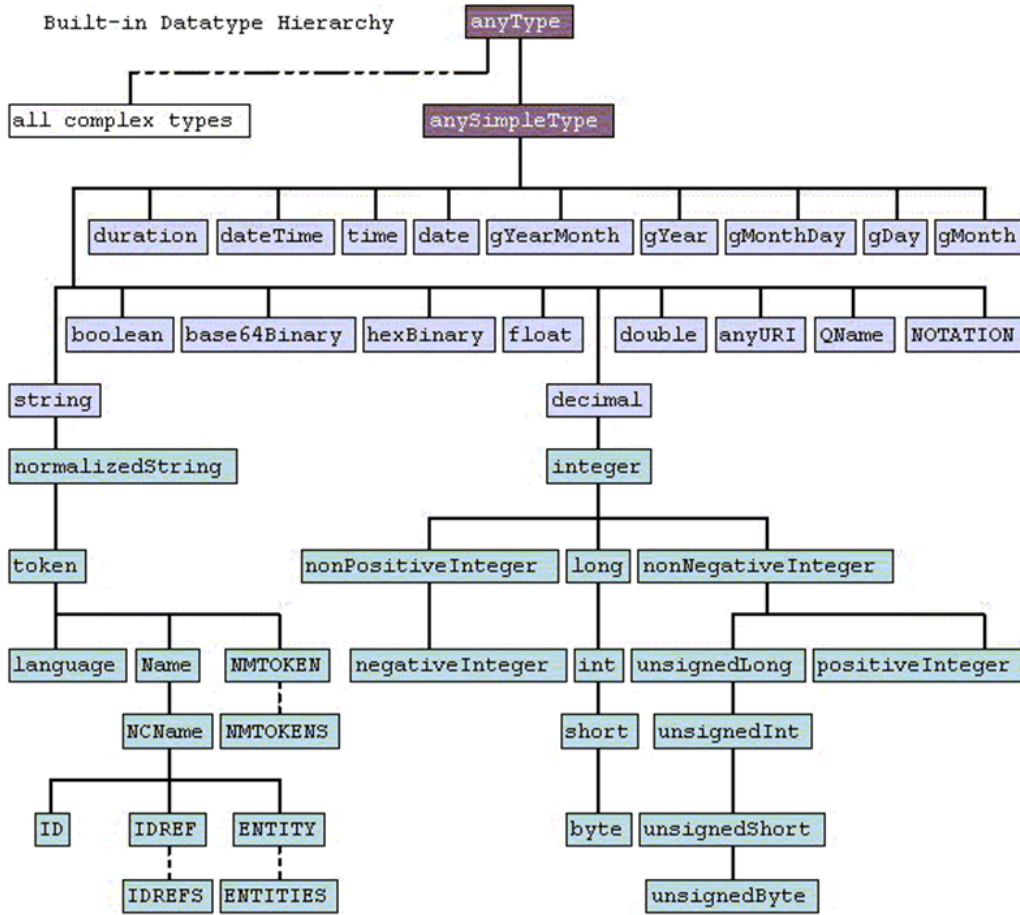 Built-in Datatype Hierarchy
anyType
all complex types
anySimpleType
duration
dateTime
time
date
gYearMonth
gYear
gMonthDay
gDay
gMonth
boolean
base64Binary
hexBinary
float
double
anyURI
QName
NOTATION
string
decimal
normalizedString
integer
token
nonPositiveInteger
long
nonNegativeInteger
language
Name
NMTOKEN
negativeInteger
int
unsignedLong
positiveInteger
NCName
NMTOKENS
short
unsignedInt
ID
IDREF
ENTITY
byte
unsignedShort
IDREFS
ENTITIES
unsignedByte